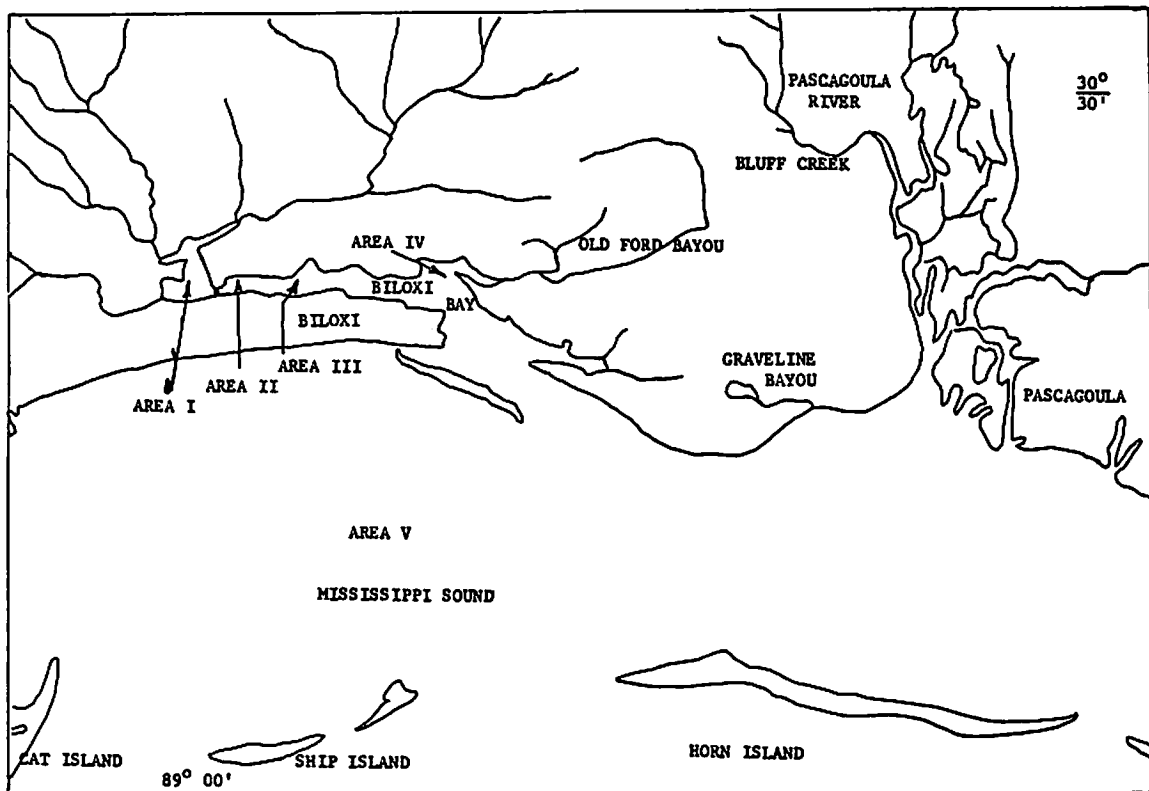 PASCAGOULA
RIVER
30°
30'
BLUFF CREEK
AREA IV
OLD FORD BAYOU
BILOXI
BAY
BILOXI
AREA III
GRAVELINE
BAYOU
AREA II
AREA I
PASCAGOULA
AREA V
MISSISSIPPI SOUND
CAT ISLAND
SHIP ISLAND
HORN ISLAND
89° 00'